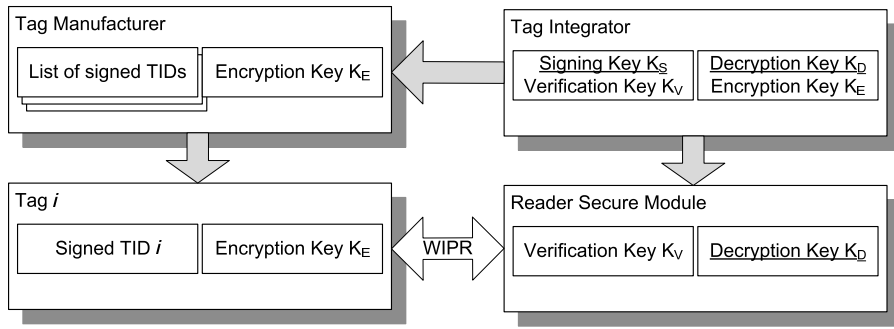 Tag Manufacturer
List of signed TIDs
Encryption Key KE
Tag Integrator
Signing Key KS
Verification Key KV
Decryption Key KD
Encryption Key KE
Tag i
Signed TID i
Encryption Key KE
WIPR
Reader Secure Module
Verification Key KV
Decryption Key KD